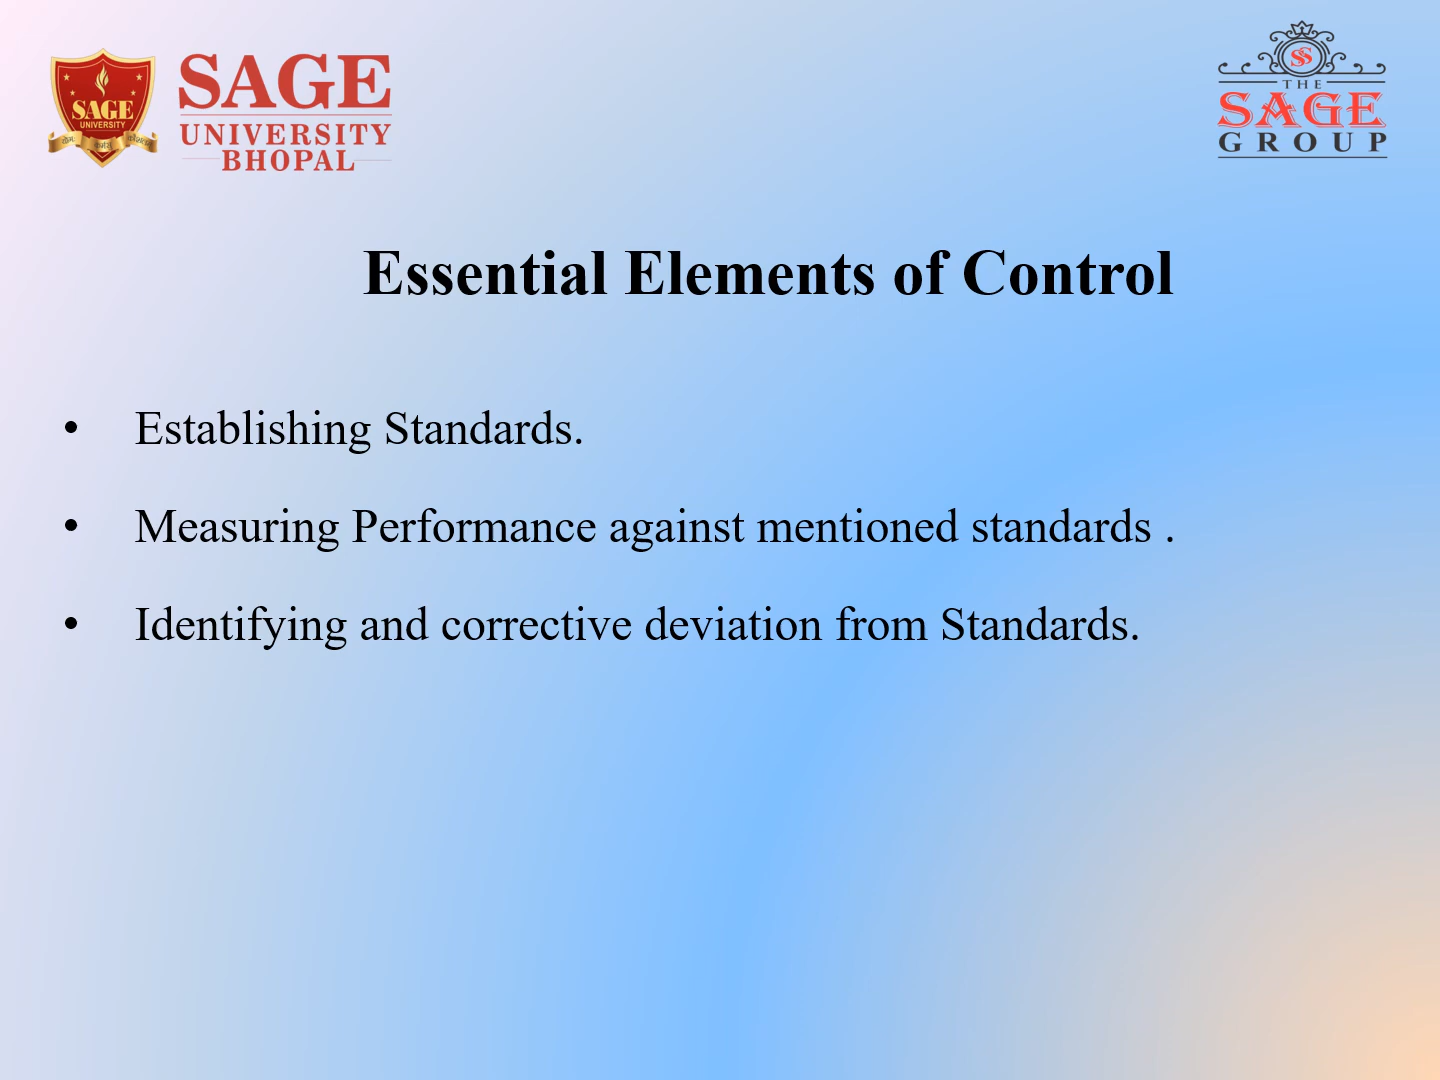 SAGE
UNIVERSITY
SAGE
UNIVERSITY
BHOPAL
SS
THE
SAGE
GROUP
Essential Elements of Control
• Establishing Standards.
• Measuring Performance against mentioned standards .
• Identifying and corrective deviation from Standards.